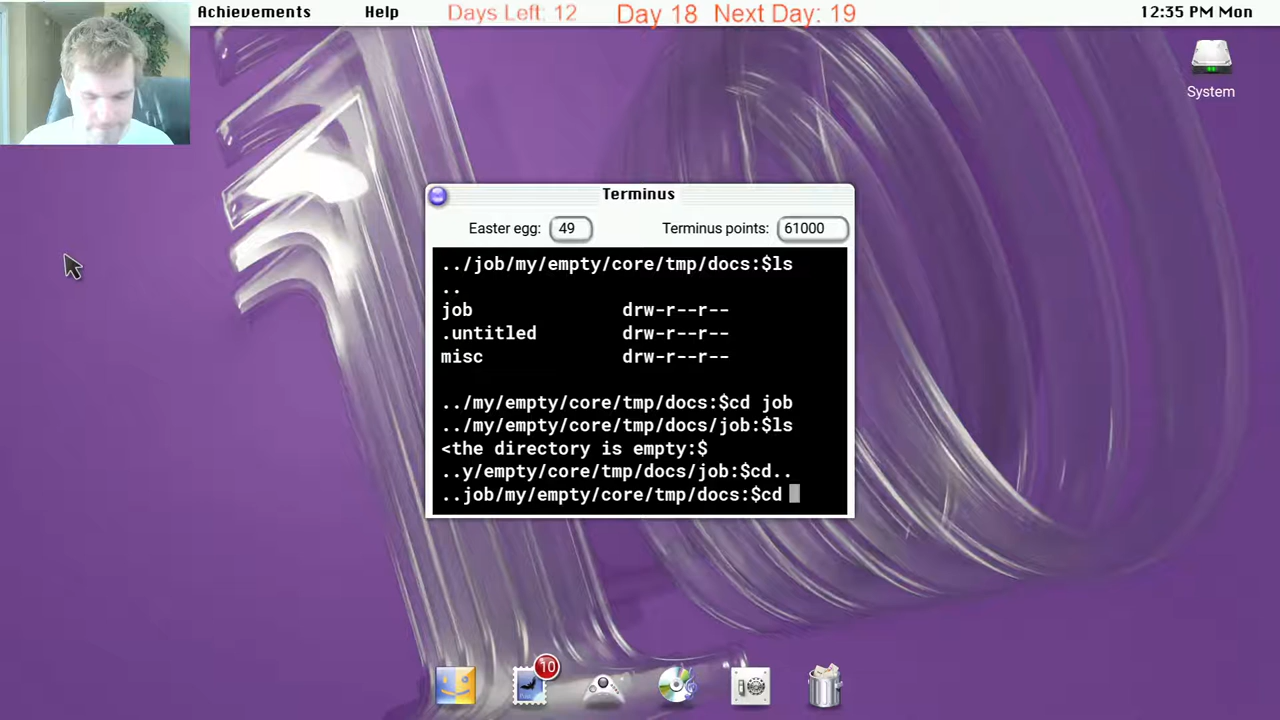 Achievements Help Days Left: 12 Day 18 Next Day: 19 12:35 PM Mon
System
Terminus
Easter egg: 49 Terminus points: 61000
../job/my/empty/core/tmp/docs:$ls
..
job drw-r--r--
.untitled drw-r--r--
misc drw-r--r--
../my/empty/core/tmp/docs:$cd job
../my/empty/core/tmp/docs/job:$ls
<the directory is empty:$
..y/empty/core/tmp/docs/job:$cd..
..job/my/empty/core/tmp/docs:$cd
10